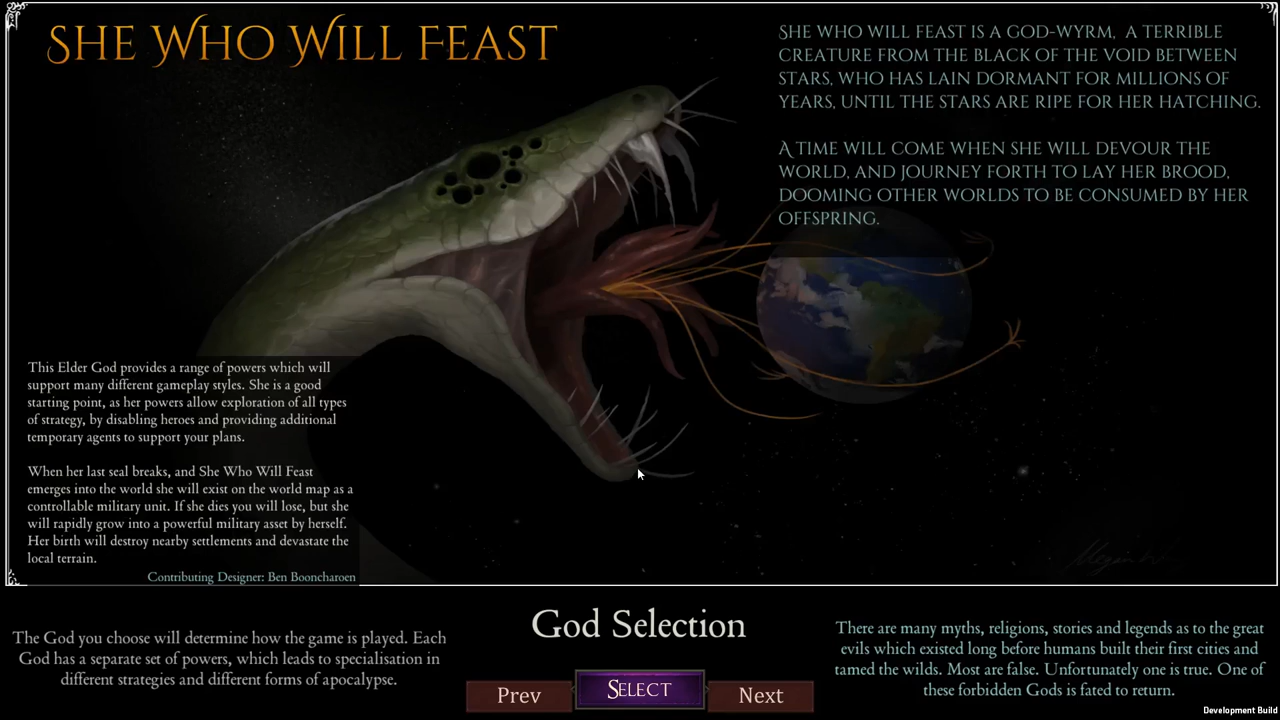 She Who Will Feast
She Who Will Feast is a God-Wyrm, a terrible
creature from the black of the void between
stars, who has lain dormant for millions of
years, until the stars are ripe for her hatching.
A time will come when she will devour the
world, and journey forth to lay her brood,
dooming other worlds to be consumed by her
offspring.
This Elder God provides a range of powers which will
support many different gameplay styles. She is a good
starting point, as her powers allow exploration of all types
of strategy, by disabling heroes and providing additional
temporary agents to support your plans.
When her last seal breaks, and She Who Will Feast
emerges into the world she will exist on the world map as a
controllable military unit. If she dies you will lose, but she
will rapidly grow into a powerful military asset by herself.
Her birth will destroy nearby settlements and devastate the
local terrain.
Contributing Designer: Ben Booncharoen
God Selection
The God you choose will determine how the game is played. Each
God has a separate set of powers, which leads to specialisation in
different strategies and different forms of apocalypse.
Prev
Select
Next
There are many myths, religions, stories and legends as to the great
evils which existed long before humans built their first cities and
tamed the wilds. Most are false. Unfortunately one is true. One of
these forbidden Gods is fated to return.
Development Build